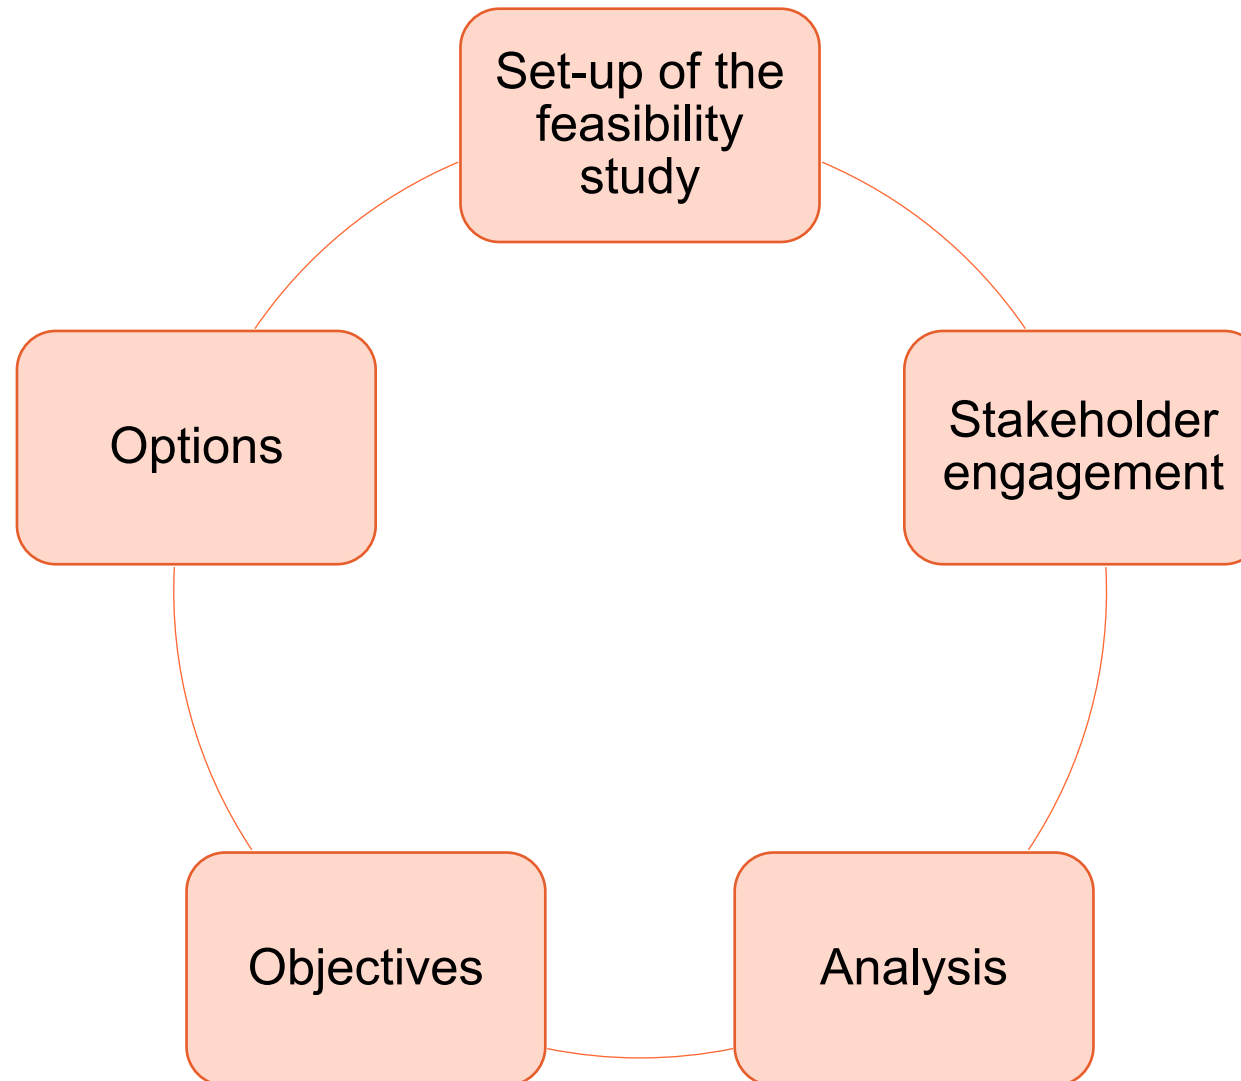 Set-up of the
feasibility
study
Stakeholder
engagement
Analysis
Objectives
Options